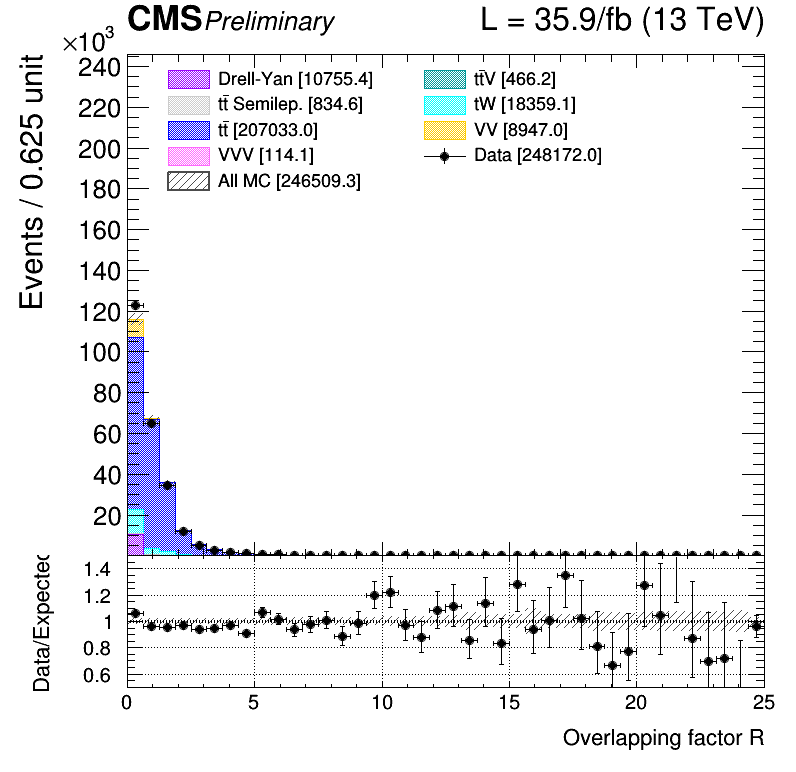 CMS Preliminary L = 35.9/fb (13 TeV)
×10³
Events / 0.625 unit
240
220
200
180
160
140
120
100
80
60
40
20
Drell-Yan [10755.4]
tt̄ Semilep. [834.6]
tt̄ [207033.0]
VVV [114.1]
All MC [246509.3]
tt̄V [466.2]
tW [18359.1]
VV [8947.0]
Data [248172.0]
Data/Expected
1.4
1.2
1
0.8
0.6
0 5 10 15 20 25
Overlapping factor R